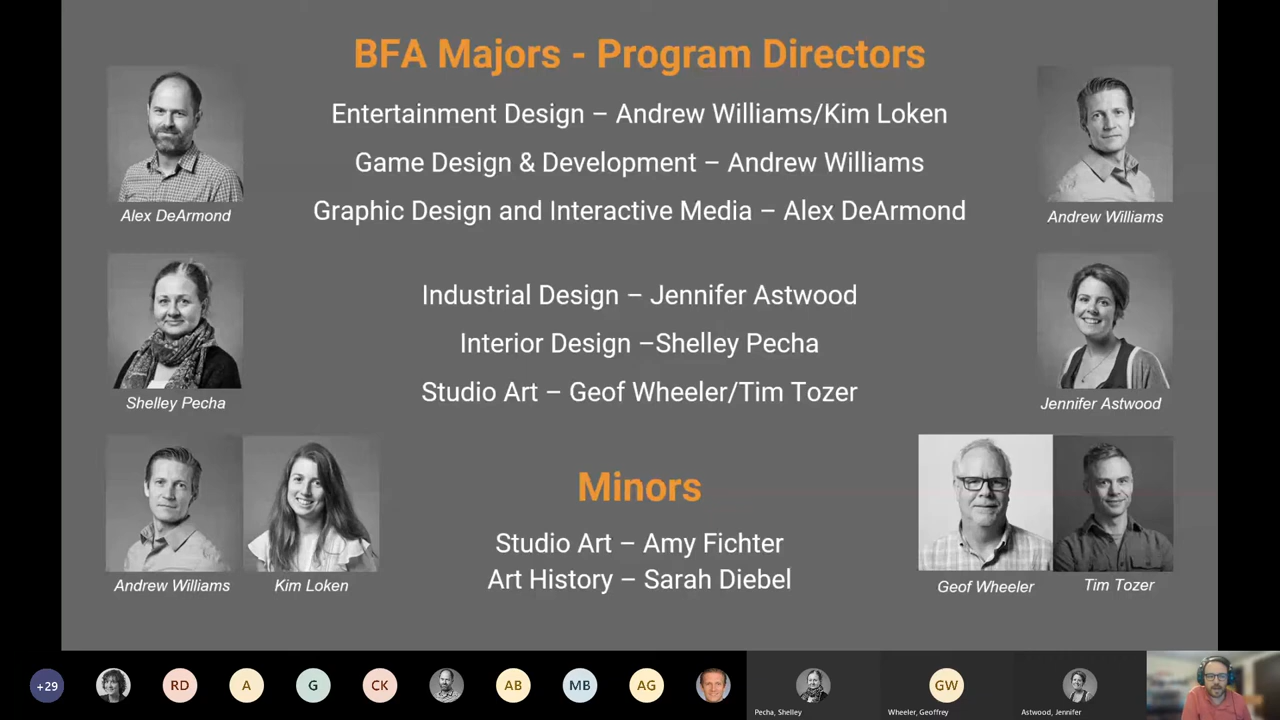 BFA Majors - Program Directors
Entertainment Design – Andrew Williams/Kim Loken
Game Design & Development – Andrew Williams
Graphic Design and Interactive Media – Alex DeArmond
Alex DeArmond
Andrew Williams
Industrial Design – Jennifer Astwood
Interior Design –Shelley Pecha
Studio Art – Geof Wheeler/Tim Tozer
Shelley Pecha
Jennifer Astwood
Minors
Studio Art – Amy Fichter
Art History – Sarah Diebel
Andrew Williams
Kim Loken
Geof Wheeler
Tim Tozer
+29
RD
A
G
CK
AB
MB
AG
GW
Pecha, Shelley
Wheeler, Geoffrey
Astwood, Jennifer